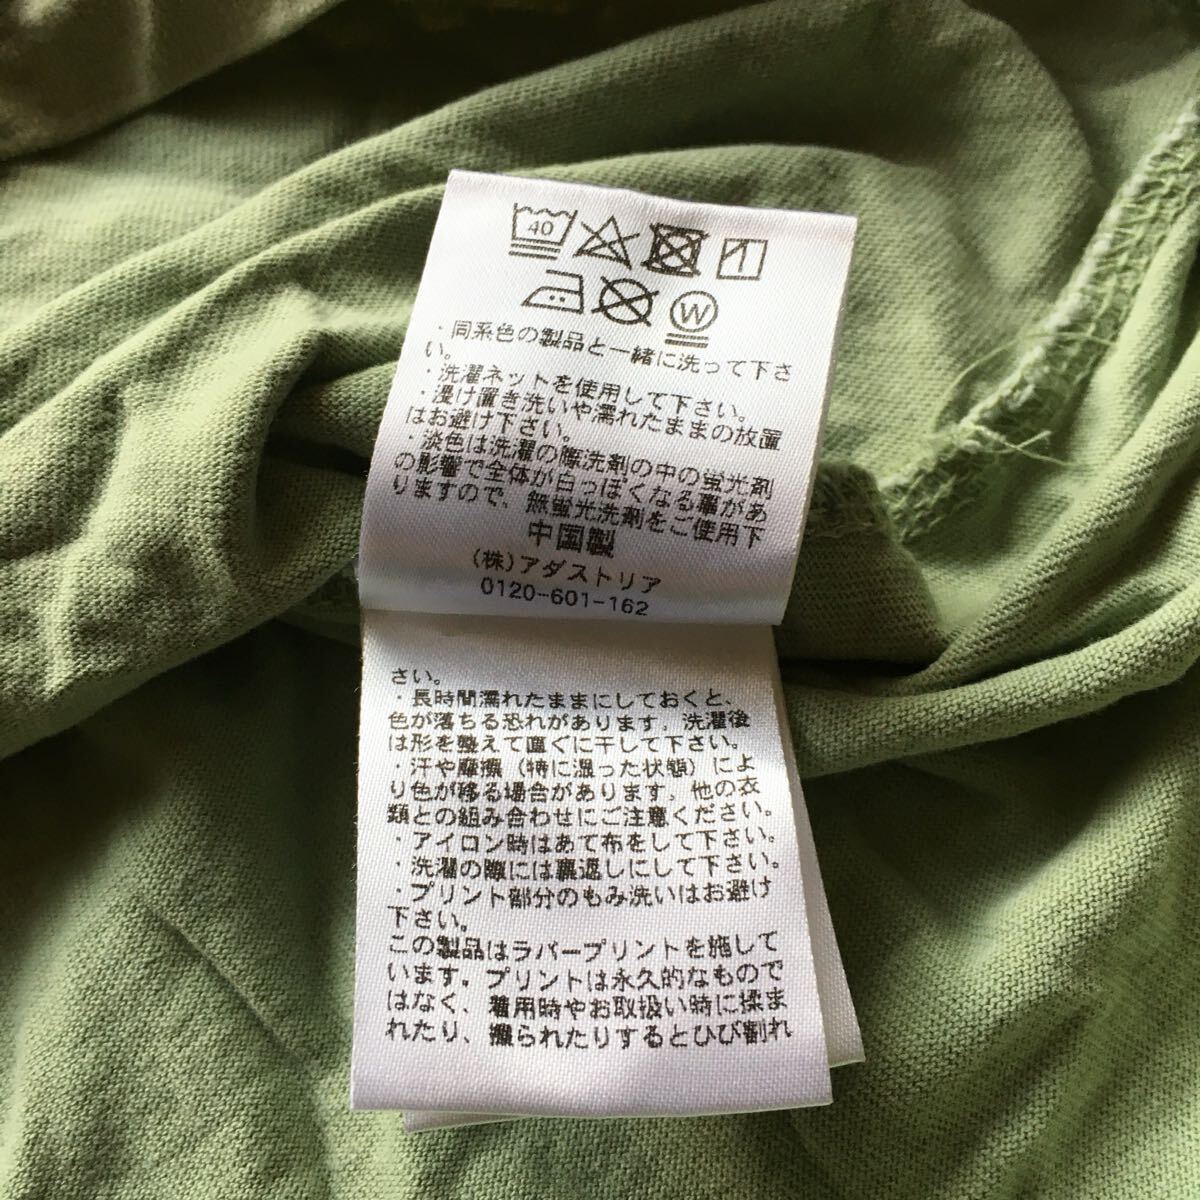 40
W
・同系色の製品と一緒に洗って下さ
い。
・洗濯ネットを使用して下さい。
・浸け置き洗いや濡れたままの放置
はお避け下さい。
・淡色は洗濯の際洗剤の中の蛍光剤
の影響で全体が白っぽくなる事があ
りますので、無蛍光洗剤をご使用下
中国製
(株)アダストリア
0120-601-162
さい。
・長時間濡れたままにしておくと、
色が落ちる恐れがあります。洗濯後
は形を整えて直ぐに干して下さい。
・汗や摩擦（特に湿った状態）によ
り色が移る場合があります。他の衣
類との組み合わせにご注意ください。
・アイロン時はあて布をして下さい。
・洗濯の際には裏返しにして下さい。
・プリント部分のもみ洗いはお避け
下さい。
この製品はラバープリントを施して
います。プリントは永久的なもので
はなく、着用時やお取扱い時に揉ま
れたり、擦られたりするとひび割れ